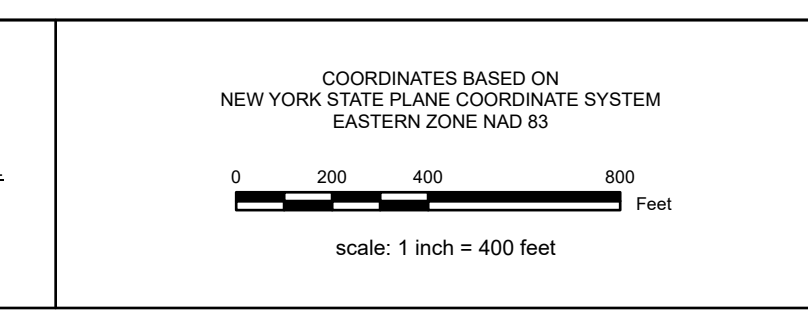 COORDINATES BASED ON
NEW YORK STATE PLANE COORDINATE SYSTEM
EASTERN ZONE NAD 83
0 200 400 800
Feet
scale: 1 inch = 400 feet